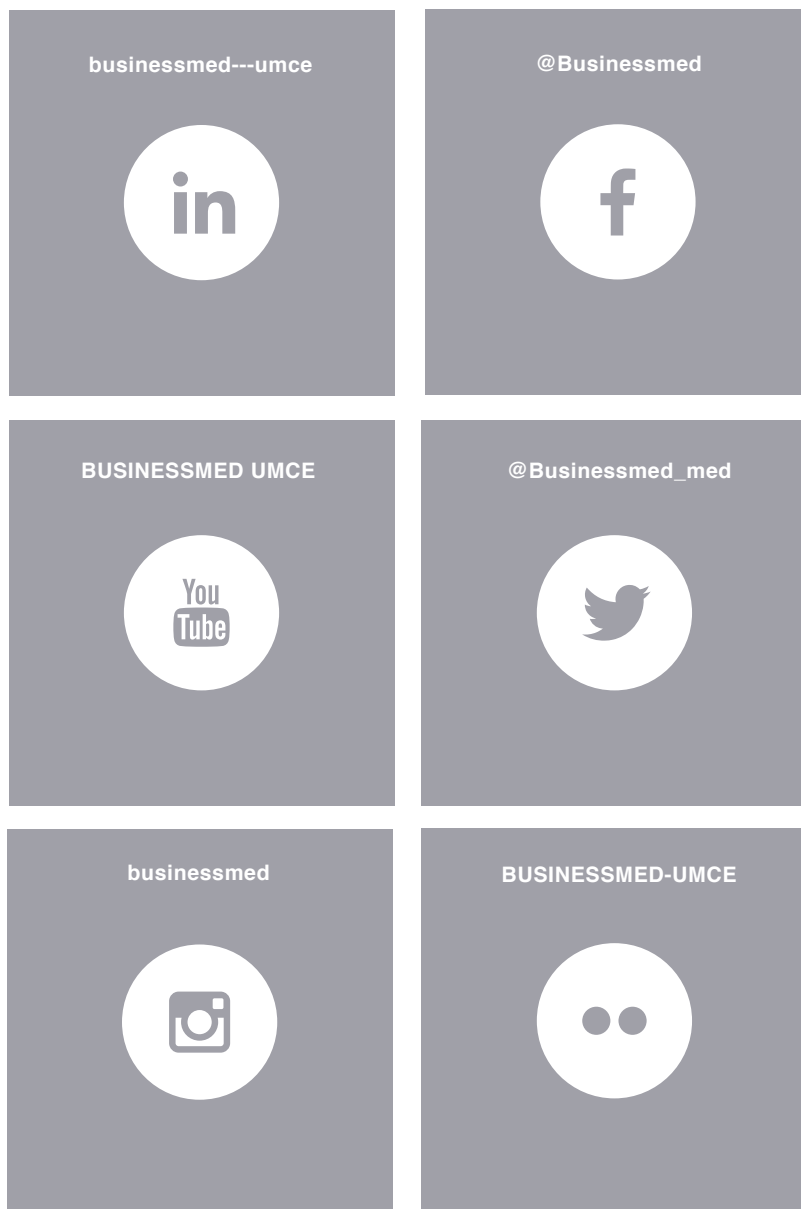 businessmed---umce
@Businessmed
in
f
BUSINESSMED UMCE
@Businessmed_med
You
Tube
businessmed
BUSINESSMED-UMCE